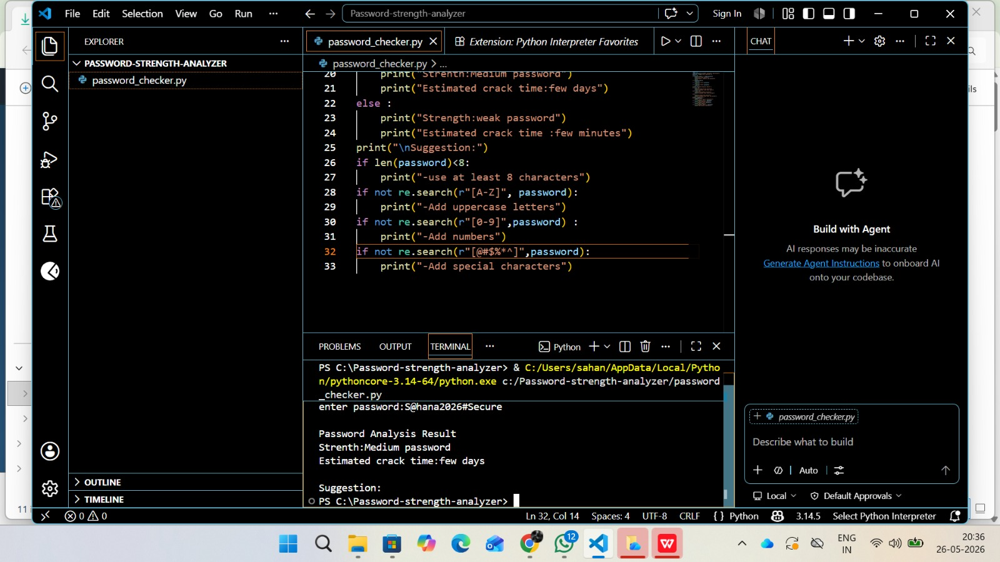 File Edit Selection View Go Run ···
Password-strength-analyzer
Sign In
EXPLORER
PASSWORD-STRENGTH-ANALYZER
password_checker.py
OUTLINE
TIMELINE
password_checker.py
Extension: Python Interpreter Favorites
password_checker.py > ...
20 print("Strenth:Medium password")
21 print("Estimated crack time:few days")
22 else :
23 print("Strength:weak password")
24 print("Estimated crack time :few minutes")
25 print("\nSuggestion:")
26 if len(password)<8:
27 print("-use at least 8 characters")
28 if not re.search(r"[A-Z]", password):
29 print("-Add uppercase letters")
30 if not re.search(r"[0-9]",password) :
31 print("-Add numbers")
32 if not re.search(r"[@#$%*^]",password):
33 print("-Add special characters")
PROBLEMS OUTPUT TERMINAL ··· Python
PS C:\Password-strength-analyzer> & C:/Users/sahan/AppData/Local/Pytho
n/pythoncore-3.14-64/python.exe c:/Password-strength-analyzer/password
_checker.py
enter password:S@hana2026#Secure
Password Analysis Result
Strenth:Medium password
Estimated crack time:few days
Suggestion:
PS C:\Password-strength-analyzer>
CHAT
Build with Agent
AI responses may be inaccurate
Generate Agent Instructions to onboard AI
onto your codebase.
password_checker.py
Describe what to build
Auto
Local
Default Approvals
0 0
Ln 32, Col 14 Spaces: 4 UTF-8 CRLF { } Python 3.14.5 Select Python Interpreter
ils
11
12
ENG
IN
20:36
26-05-2026